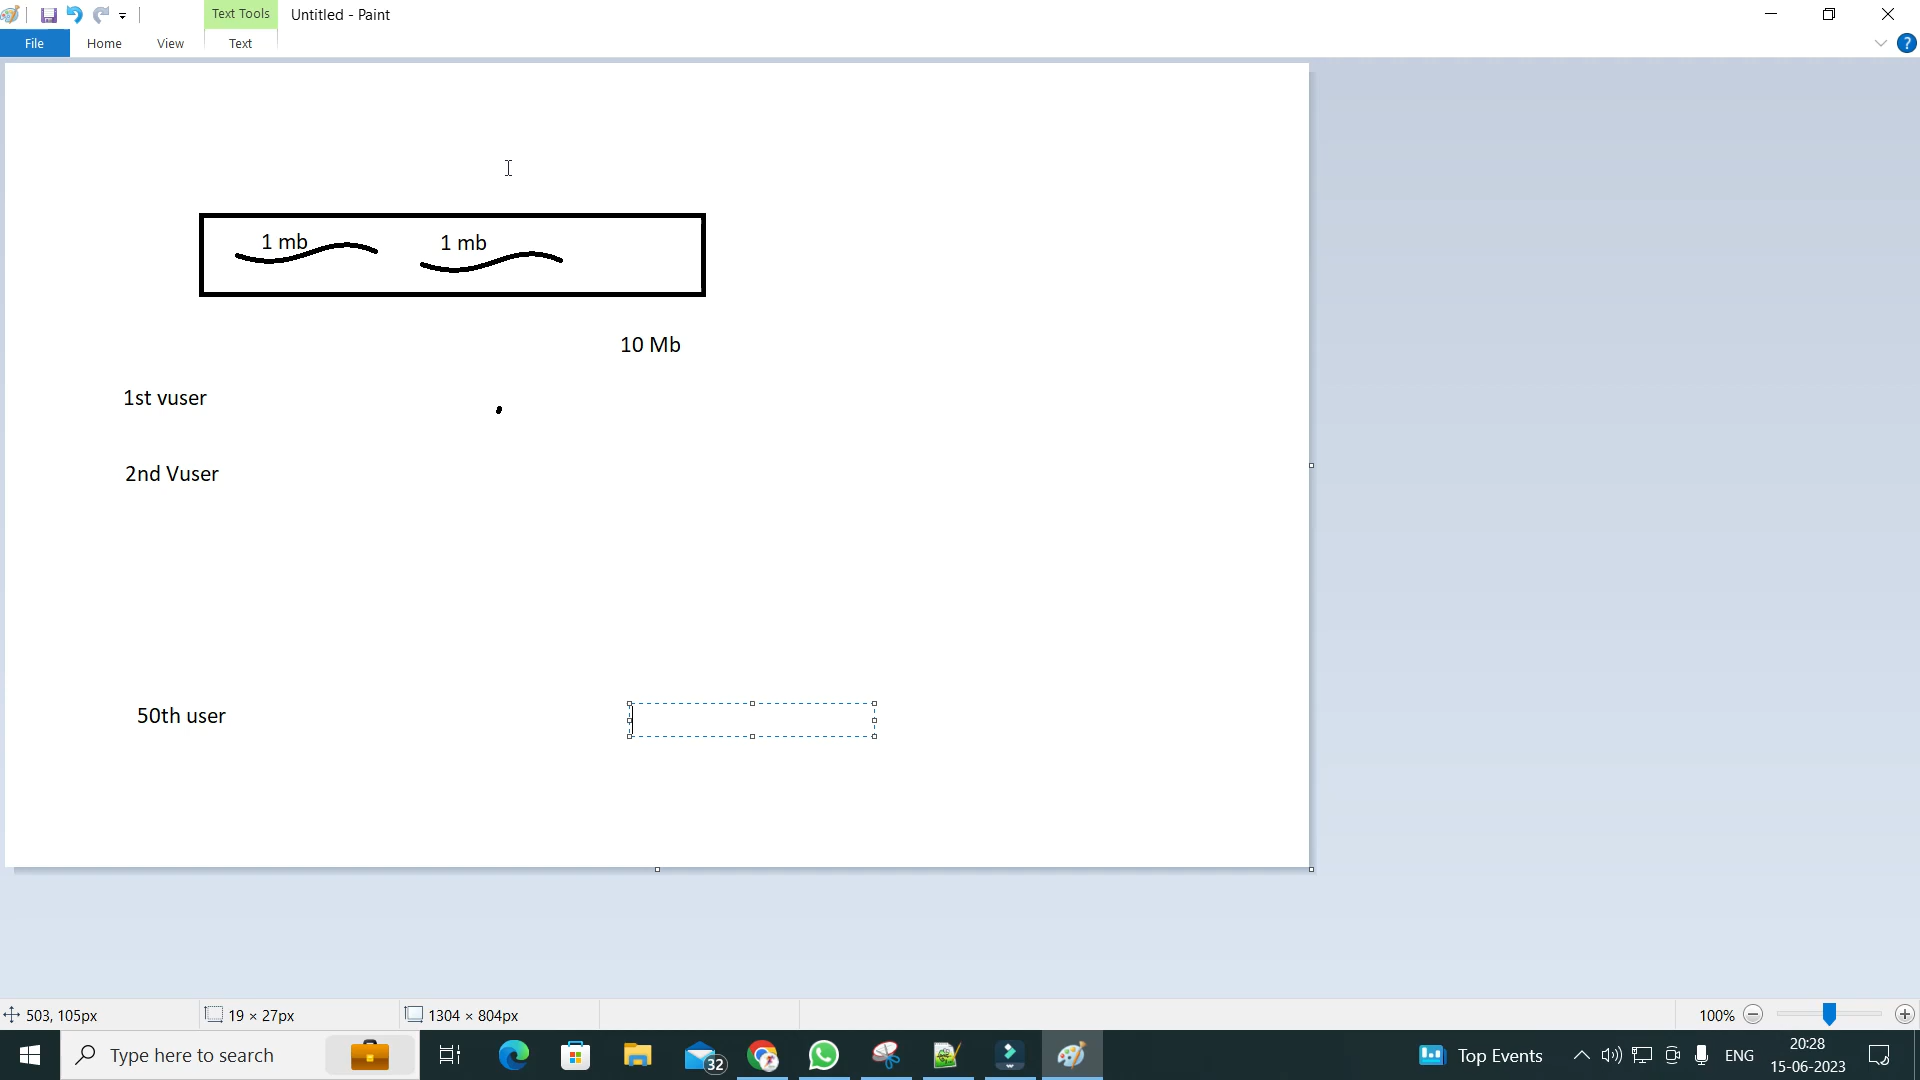 Text Tools
Untitled - Paint
File
Home
View
Text
?
1 mb
1 mb
10 Mb
1st vuser
2nd Vuser
50th user
503, 105px
19 × 27px
1304 × 804px
100%
Type here to search
32
Top Events
ENG
20:28
15-06-2023